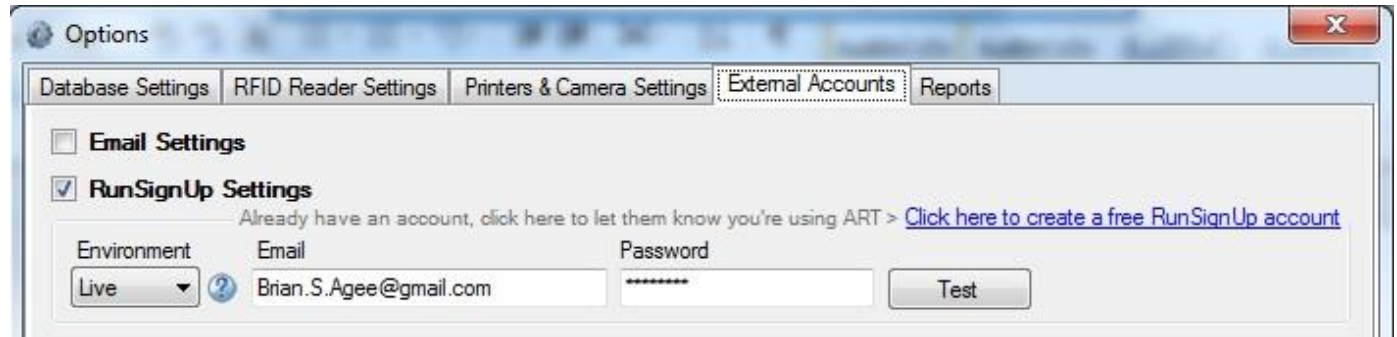 Options
Database Settings RFID Reader Settings Printers & Camera Settings External Accounts Reports
Email Settings
RunSignUp Settings
Already have an account, click here to let them know you're using ART > Click here to create a free RunSignUp account
Environment Email Password
Live Brian.S.Agee@gmail.com ******** Test